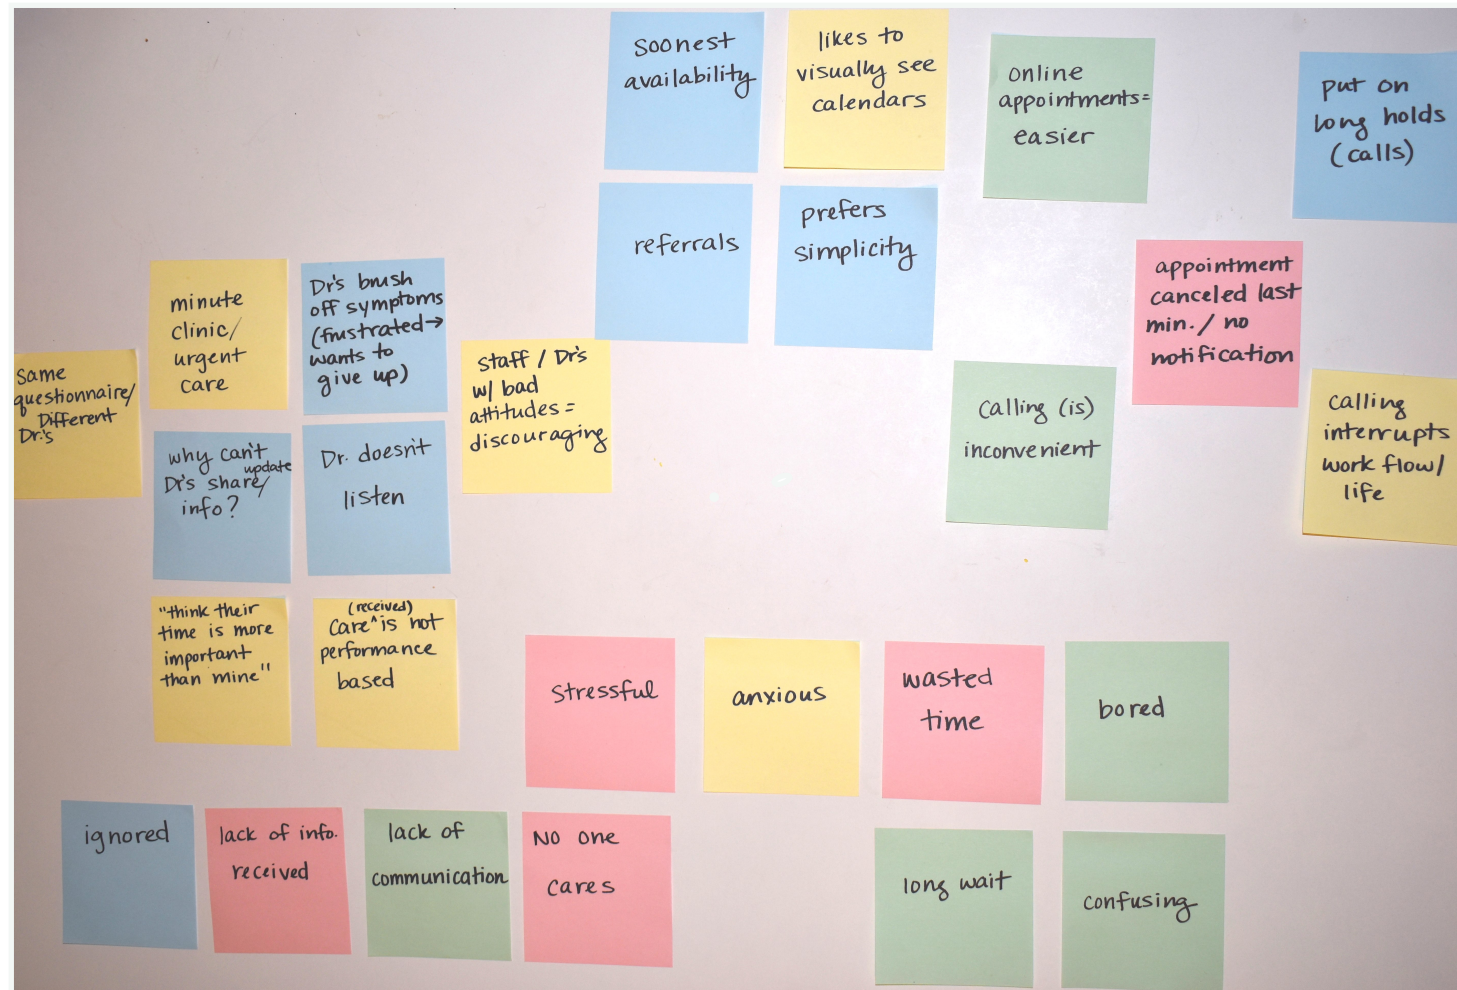 soonest
availability
likes to
visually see
calendars
online
appointments=
easier
put on
long holds
(calls)
referrals
prefers
simplicity
appointment
canceled last
min./ no
notification
minute
clinic/
urgent
care
Dr's brush
off symptoms
(frustrated→
wants to
give up)
staff / Dr's
w/ bad
attitudes =
discouraging
Same
questionnaire/
Different
Dr.'s
calling (is)
inconvenient
calling
interrupts
work flow/
life
why can't
update
Dr's share/
info?
Dr. doesn't
listen
"think their
time is more
important
than mine"
(received)
Care^is not
performance
based
stressful
anxious
wasted
time
bored
ignored
lack of info.
received
lack of
communication
No one
cares
long wait
confusing